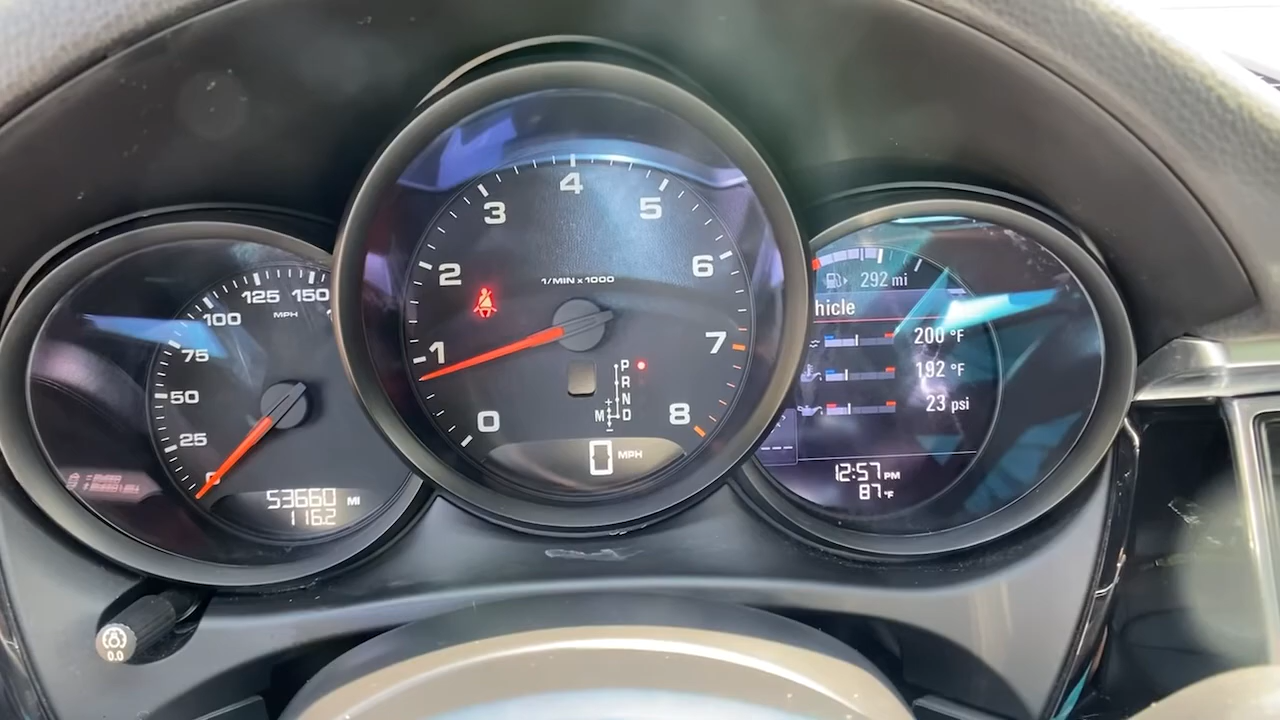 125 150
100
MPH
75
50
25
0
53660 MI
116.2
0.0
4
3
5
2
6
1/MIN x 1000
1
7
0
8
P
R
N
M D
+
-
0 MPH
292 mi
hicle
200 °F
192 °F
23 psi
---
12:57 PM
87 °F